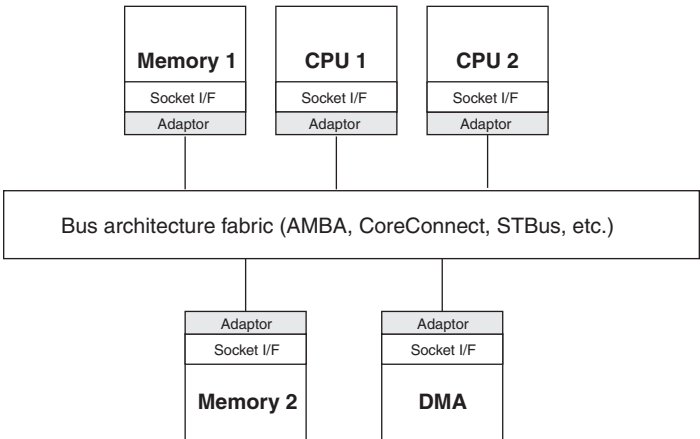 Memory 1 CPU 1 CPU 2
Socket I/F Socket I/F Socket I/F
Adaptor Adaptor Adaptor
Bus architecture fabric (AMBA, CoreConnect, STBus, etc.)
Adaptor Adaptor
Socket I/F Socket I/F
Memory 2 DMA